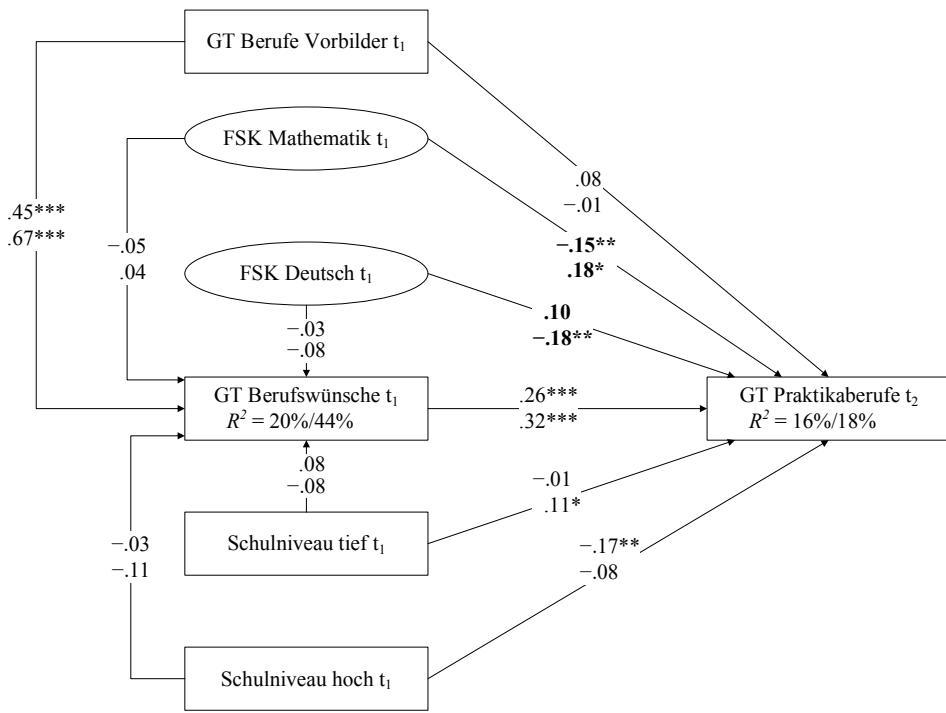 GT Berufe Vorbilder t₁
FSK Mathematik t₁
.08
−.01
.45***
.67***
−.05
.04
−.15**
.18*
FSK Deutsch t₁
.10
−.18**
−.03
−.08
GT Berufswünsche t₁
R² = 20%/44%
.26***
.32***
GT Praktikaberufe t₂
R² = 16%/18%
.08
−.08
−.01
.11*
Schulniveau tief t₁
−.03
−.11
−.17**
−.08
Schulniveau hoch t₁